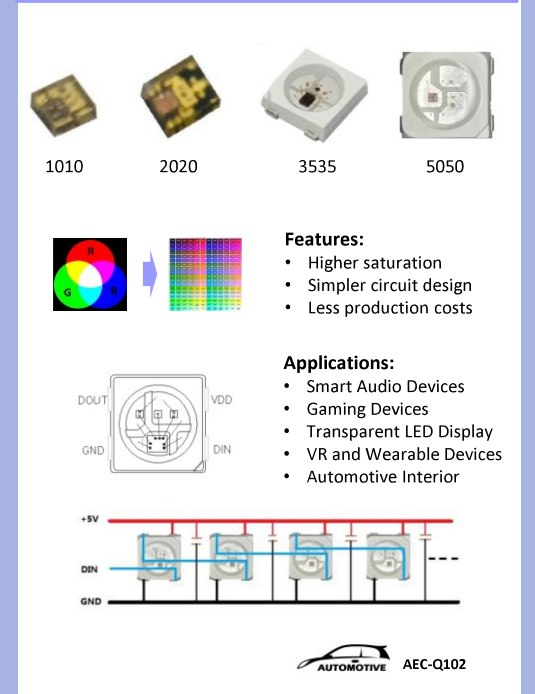 1010
2020
3535
5050
R
G
B
Features:
• Higher saturation
• Simpler circuit design
• Less production costs
Applications:
• Smart Audio Devices
• Gaming Devices
• Transparent LED Display
• VR and Wearable Devices
• Automotive Interior
DOUT
VDD
GND
DIN
+5V
DIN
GND
AUTOMOTIVE
AEC-Q102